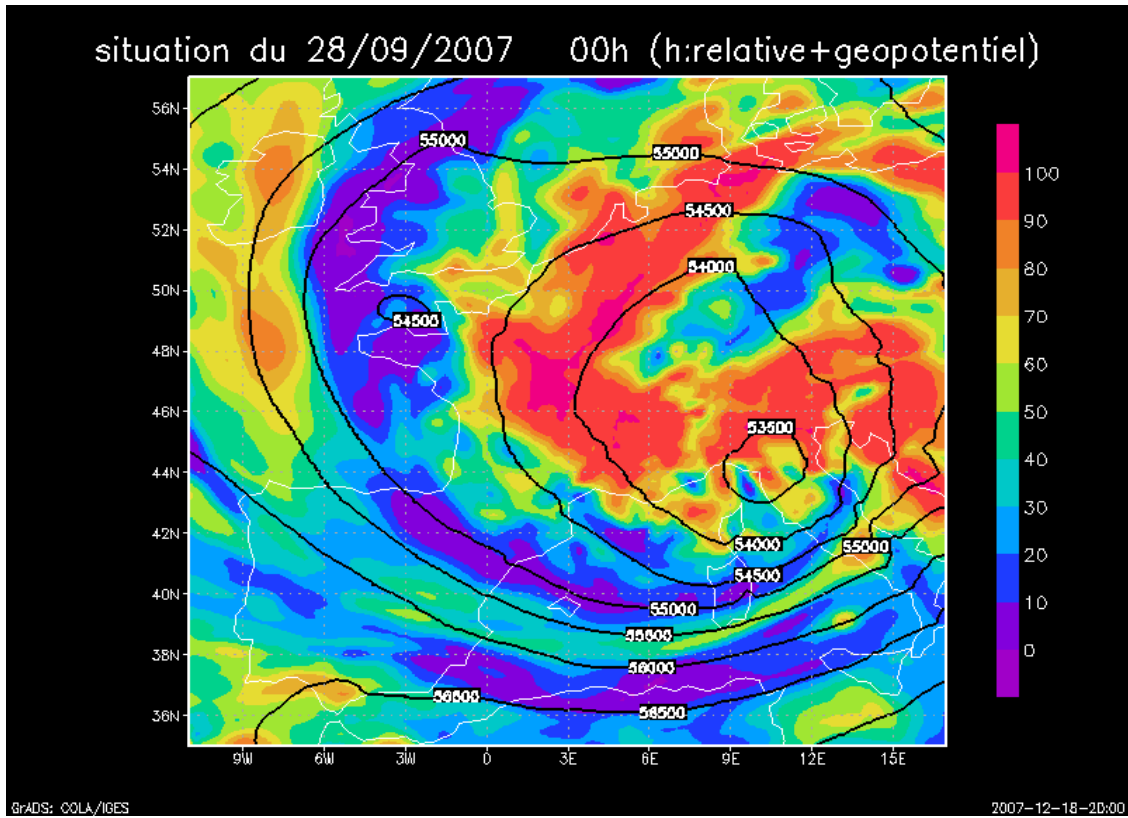 situation du 28/09/2007 00h (h:relative+geopotentiel)
56N
54N
52N
50N
48N
46N
44N
42N
40N
38N
36N
9W 6W 3W 0 3E 6E 9E 12E 15E
55000
55000
54500
54000
54500
53500
54000
55000
54500
55000
55500
56000
56500
56500
100
90
80
70
60
50
40
30
20
10
0
GrADS: COLA/IGES
2007-12-18-20:00